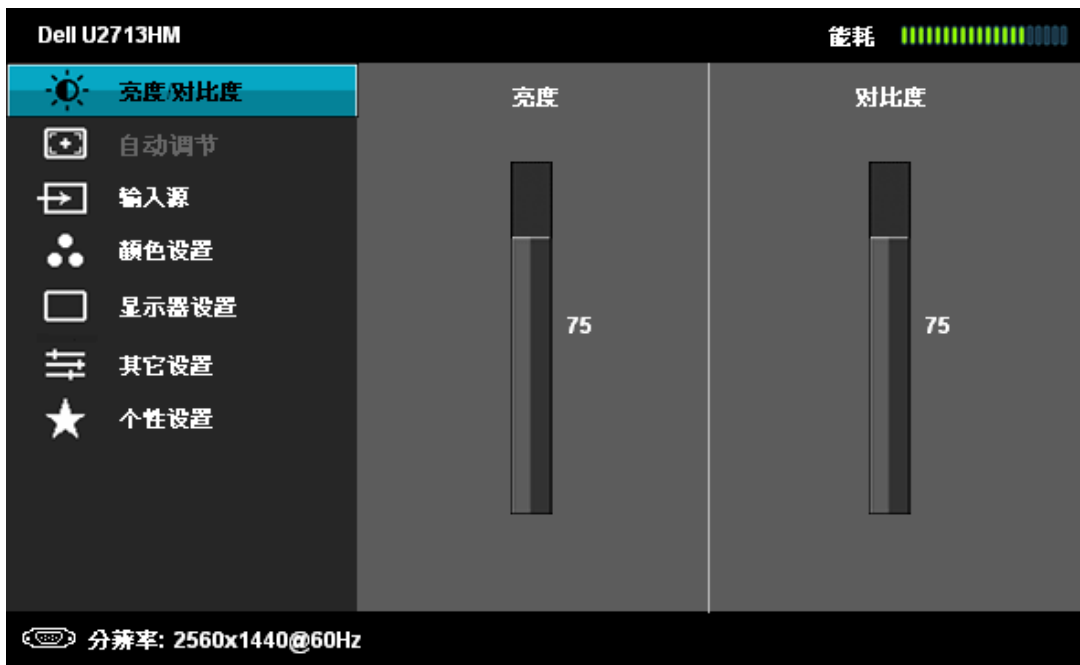 Dell U2713HM
能耗
亮度/对比度
自动调节
输入源
颜色设置
显示器设置
其它设置
个性设置
亮度
75
对比度
75
分辨率: 2560x1440@60Hz